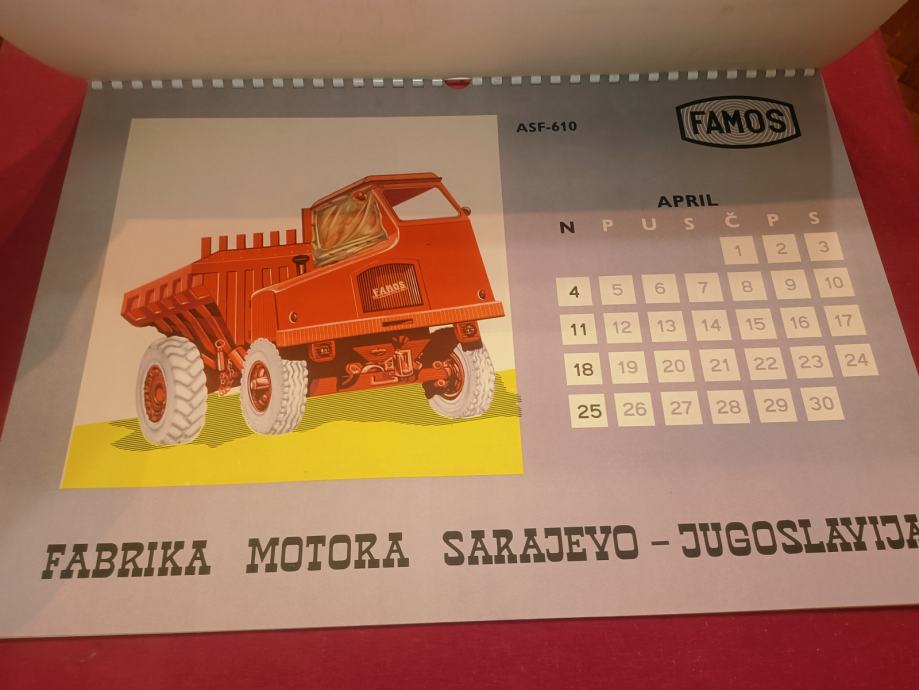 ASF-610
FAMOS
APRIL
N P U S Č P S
1 2 3
4 5 6 7 8 9 10
11 12 13 14 15 16 17
18 19 20 21 22 23 24
25 26 27 28 29 30
FAMOS
FABRIKA MOTORA SARAJEVO – JUGOSLAVIJA